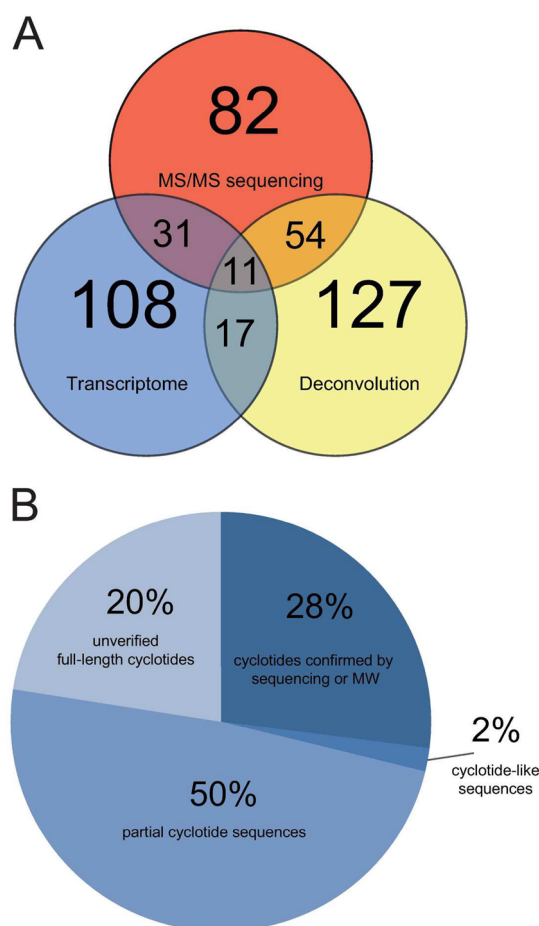 A
82
MS/MS sequencing
31
54
11
108
127
17
Transcriptome
Deconvolution
B
20%
unverified
full-length cyclotides
28%
cyclotides confirmed by
sequencing or MW
2%
cyclotide-like
sequences
50%
partial cyclotide sequences